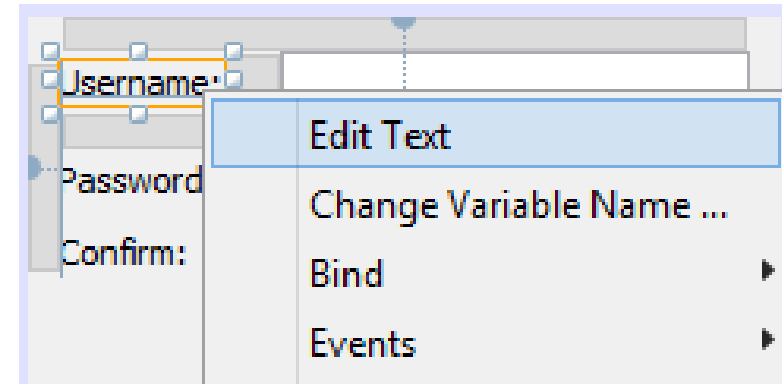 Username:
Edit Text
Password
Change Variable Name ...
Confirm:
Bind
Events